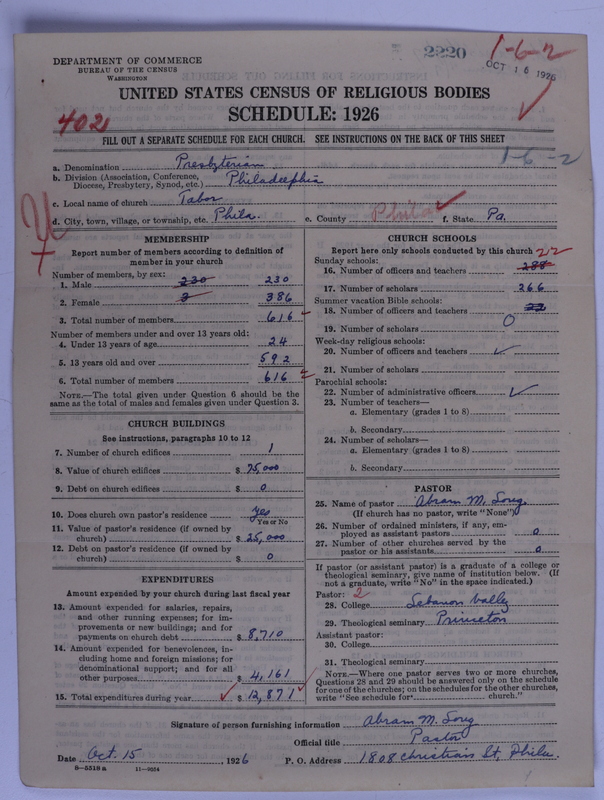 2220
1-6-2
OCT 16 1926
DEPARTMENT OF COMMERCE
BUREAU OF THE CENSUS
WASHINGTON
UNITED STATES CENSUS OF RELIGIOUS BODIES
SCHEDULE: 1926
402
FILL OUT A SEPARATE SCHEDULE FOR EACH CHURCH. SEE INSTRUCTIONS ON THE BACK OF THIS SHEET
1-6-2
a. Denomination Presbyterian
b. Division (Association, Conference, Diocese, Presbytery, Synod, etc.) Philadelphia
c. Local name of church Tabor
d. City, town, village, or township, etc. Phila. e. County Phila f. State Pa.
MEMBERSHIP
Report number of members according to definition of
member in your church
Number of members, by sex:
1. Male 230 230
2. Female 3 386
3. Total number of members 616
Number of members under and over 13 years old:
4. Under 13 years of age 24
5. 13 years old and over 592
6. Total number of members 616
NOTE.—The total given under Question 6 should be
same as the total of males and females given under Question 3.
CHURCH BUILDINGS
See instructions, paragraphs 10 to 12
7. Number of church edifices 1
8. Value of church edifices $ 75,000
9. Debt on church edifices $ 0
10. Does church own pastor's residence Yes
Yes or No
11. Value of pastor's residence (if owned by
church) $ 25,000
12. Debt on pastor's residence (if owned by
church) $ 0
EXPENDITURES
Amount expended by your church during last fiscal year
13. Amount expended for salaries, repairs,
and other running expenses; for im-
provements or new buildings; and for
payments on church debt $ 8,710
14. Amount expended for benevolences, in-
cluding home and foreign missions; for
denominational support; and for all
other purposes $ 4,161
15. Total expenditures during year $ 12,871
CHURCH SCHOOLS
Report here only schools conducted by this church
Sunday schools: 22
16. Number of officers and teachers 288
17. Number of scholars 266
Summer vacation Bible schools:
18. Number of officers and teachers 22
19. Number of scholars 0
Week-day religious schools:
20. Number of officers and teachers
21. Number of scholars
Parochial schools:
22. Number of administrative officers
23. Number of teachers—
a. Elementary (grades 1 to 8)
b. Secondary
24. Number of scholars—
a. Elementary (grades 1 to 8)
b. Secondary
PASTOR
25. Name of pastor Abram M. Long
(If church has no pastor, write "None")
26. Number of ordained ministers, if any, em-
ployed as assistant pastors 0
27. Number of other churches served by the
pastor or his assistants 0
If pastor (or assistant pastor) is a graduate of a college or
theological seminary, give name of institution below. (If
not a graduate, write "No" in the space indicated.)
Pastor: 2
28. College Lebanon Valley
29. Theological seminary Princeton
Assistant pastor:
30. College
31. Theological seminary
NOTE.—Where one pastor serves two or more churches,
Questions 28 and 29 should be answered only on the schedule
for one of the churches; on the schedules for the other churches,
write "See schedule for church."
Signature of person furnishing information Abram M. Long
Official title Pastor
Date Oct. 15 1926 P. O. Address 1808 Christian St, Phila.
8—5518 a 11—9034